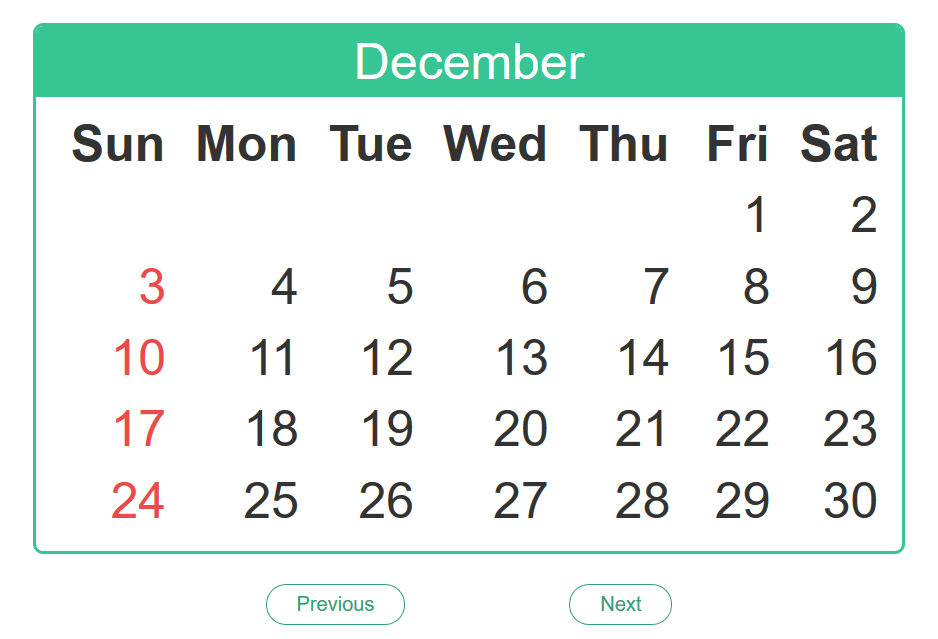 December
Sun Mon Tue Wed Thu Fri Sat
1 2
3 4 5 6 7 8 9
10 11 12 13 14 15 16
17 18 19 20 21 22 23
24 25 26 27 28 29 30
Previous Next